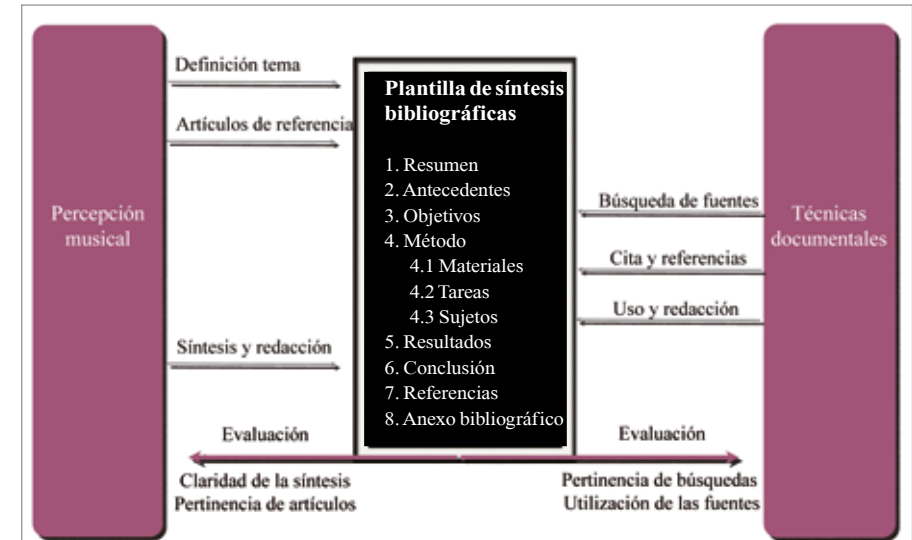 Percepción
musical
Definición tema
Artículos de referencia
Síntesis y redacción
Evaluación
Claridad de la síntesis
Pertinencia de artículos
Plantilla de síntesis
bibliográficas
1. Resumen
2. Antecedentes
3. Objetivos
4. Método
4.1 Materiales
4.2 Tareas
4.3 Sujetos
5. Resultados
6. Conclusión
7. Referencias
8. Anexo bibliográfico
Búsqueda de fuentes
Cita y referencias
Uso y redacción
Evaluación
Pertinencia de búsquedas
Utilización de las fuentes
Técnicas
documentales